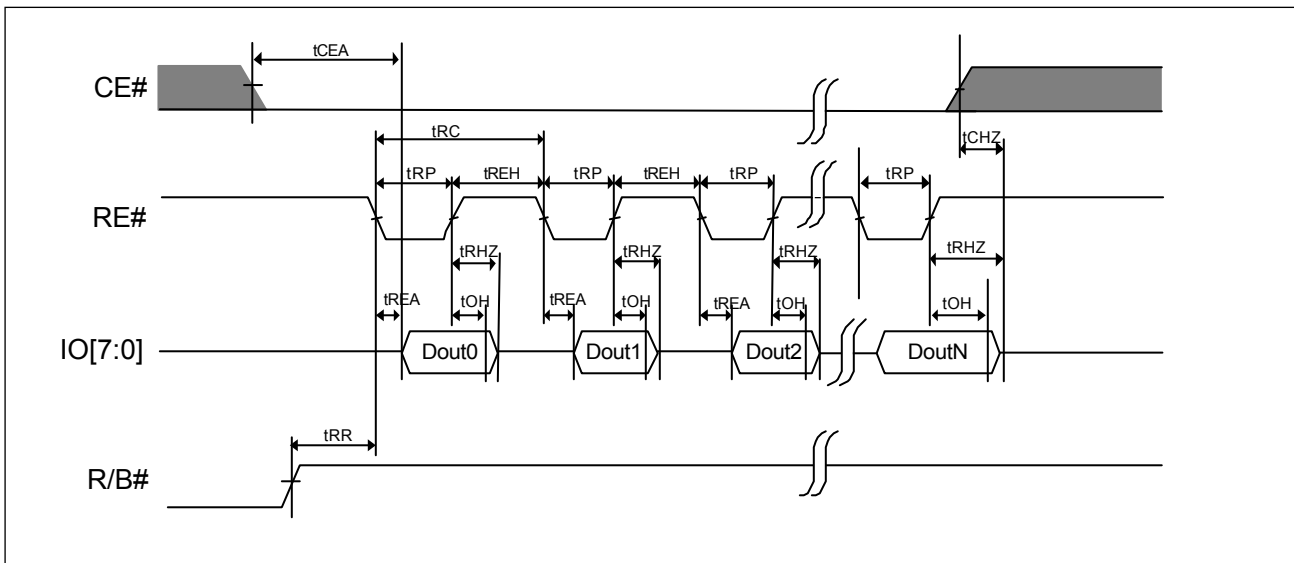 tCEA
CE#
tRC
tCHZ
tRP tREH tRP tREH tRP tRP
RE#
tRHZ tRHZ tRHZ tRHZ
tREA tOH tREA tOH tREA tOH tOH
IO[7:0] Dout0 Dout1 Dout2 DoutN
tRR
R/B#